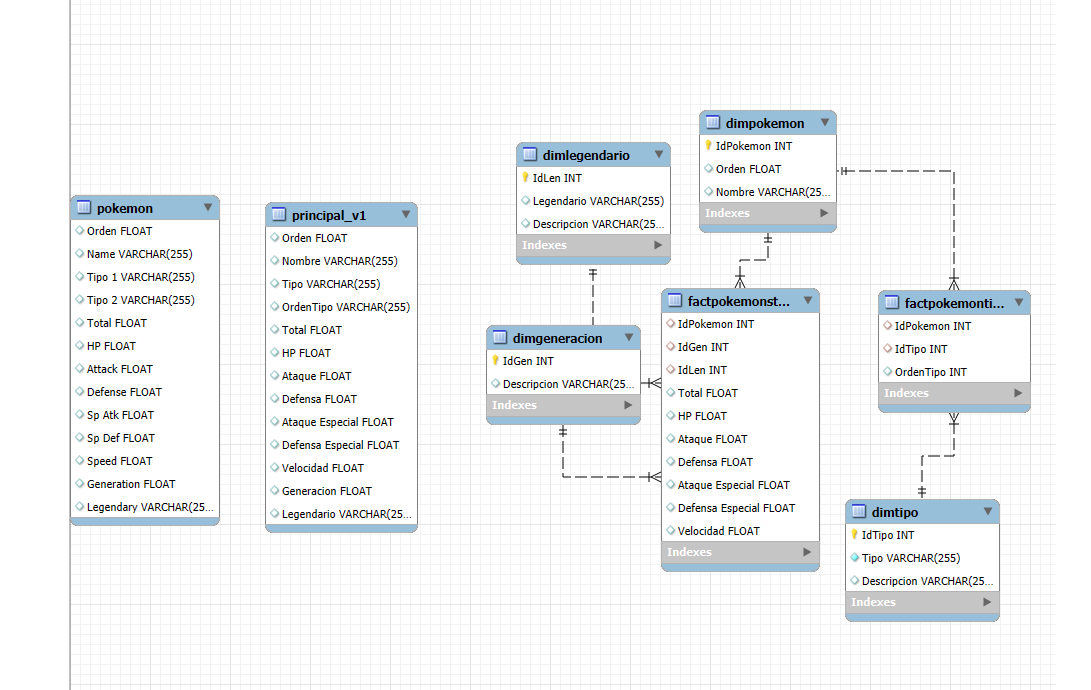 pokemon
Orden FLOAT
Name VARCHAR(255)
Tipo 1 VARCHAR(255)
Tipo 2 VARCHAR(255)
Total FLOAT
HP FLOAT
Attack FLOAT
Defense FLOAT
Sp Atk FLOAT
Sp Def FLOAT
Speed FLOAT
Generation FLOAT
Legendary VARCHAR(25...
principal_v1
Orden FLOAT
Nombre VARCHAR(255)
Tipo VARCHAR(255)
OrdenTipo VARCHAR(255)
Total FLOAT
HP FLOAT
Ataque FLOAT
Defensa FLOAT
Ataque Especial FLOAT
Defensa Especial FLOAT
Velocidad FLOAT
Generacion FLOAT
Legendario VARCHAR(25...
dimlegendario
IdLen INT
Legendario VARCHAR(255)
Descripcion VARCHAR(25...
Indexes
dimgeneracion
IdGen INT
Descripcion VARCHAR(25...
Indexes
dimpokemon
IdPokemon INT
Orden FLOAT
Nombre VARCHAR(25...
Indexes
factpokemonst...
IdPokemon INT
IdGen INT
IdLen INT
Total FLOAT
HP FLOAT
Ataque FLOAT
Defensa FLOAT
Ataque Especial FLOAT
Defensa Especial FLOAT
Velocidad FLOAT
Indexes
factpokemonti...
IdPokemon INT
IdTipo INT
OrdenTipo INT
Indexes
dimtipo
IdTipo INT
Tipo VARCHAR(255)
Descripcion VARCHAR(25...
Indexes